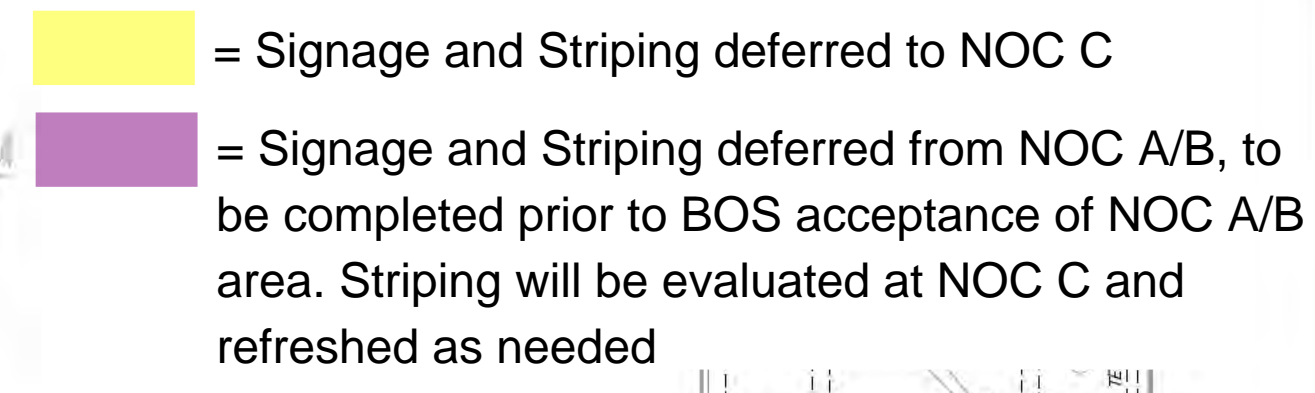 = Signage and Striping deferred to NOC C
= Signage and Striping deferred from NOC A/B, to
be completed prior to BOS acceptance of NOC A/B
area. Striping will be evaluated at NOC C and
refreshed as needed